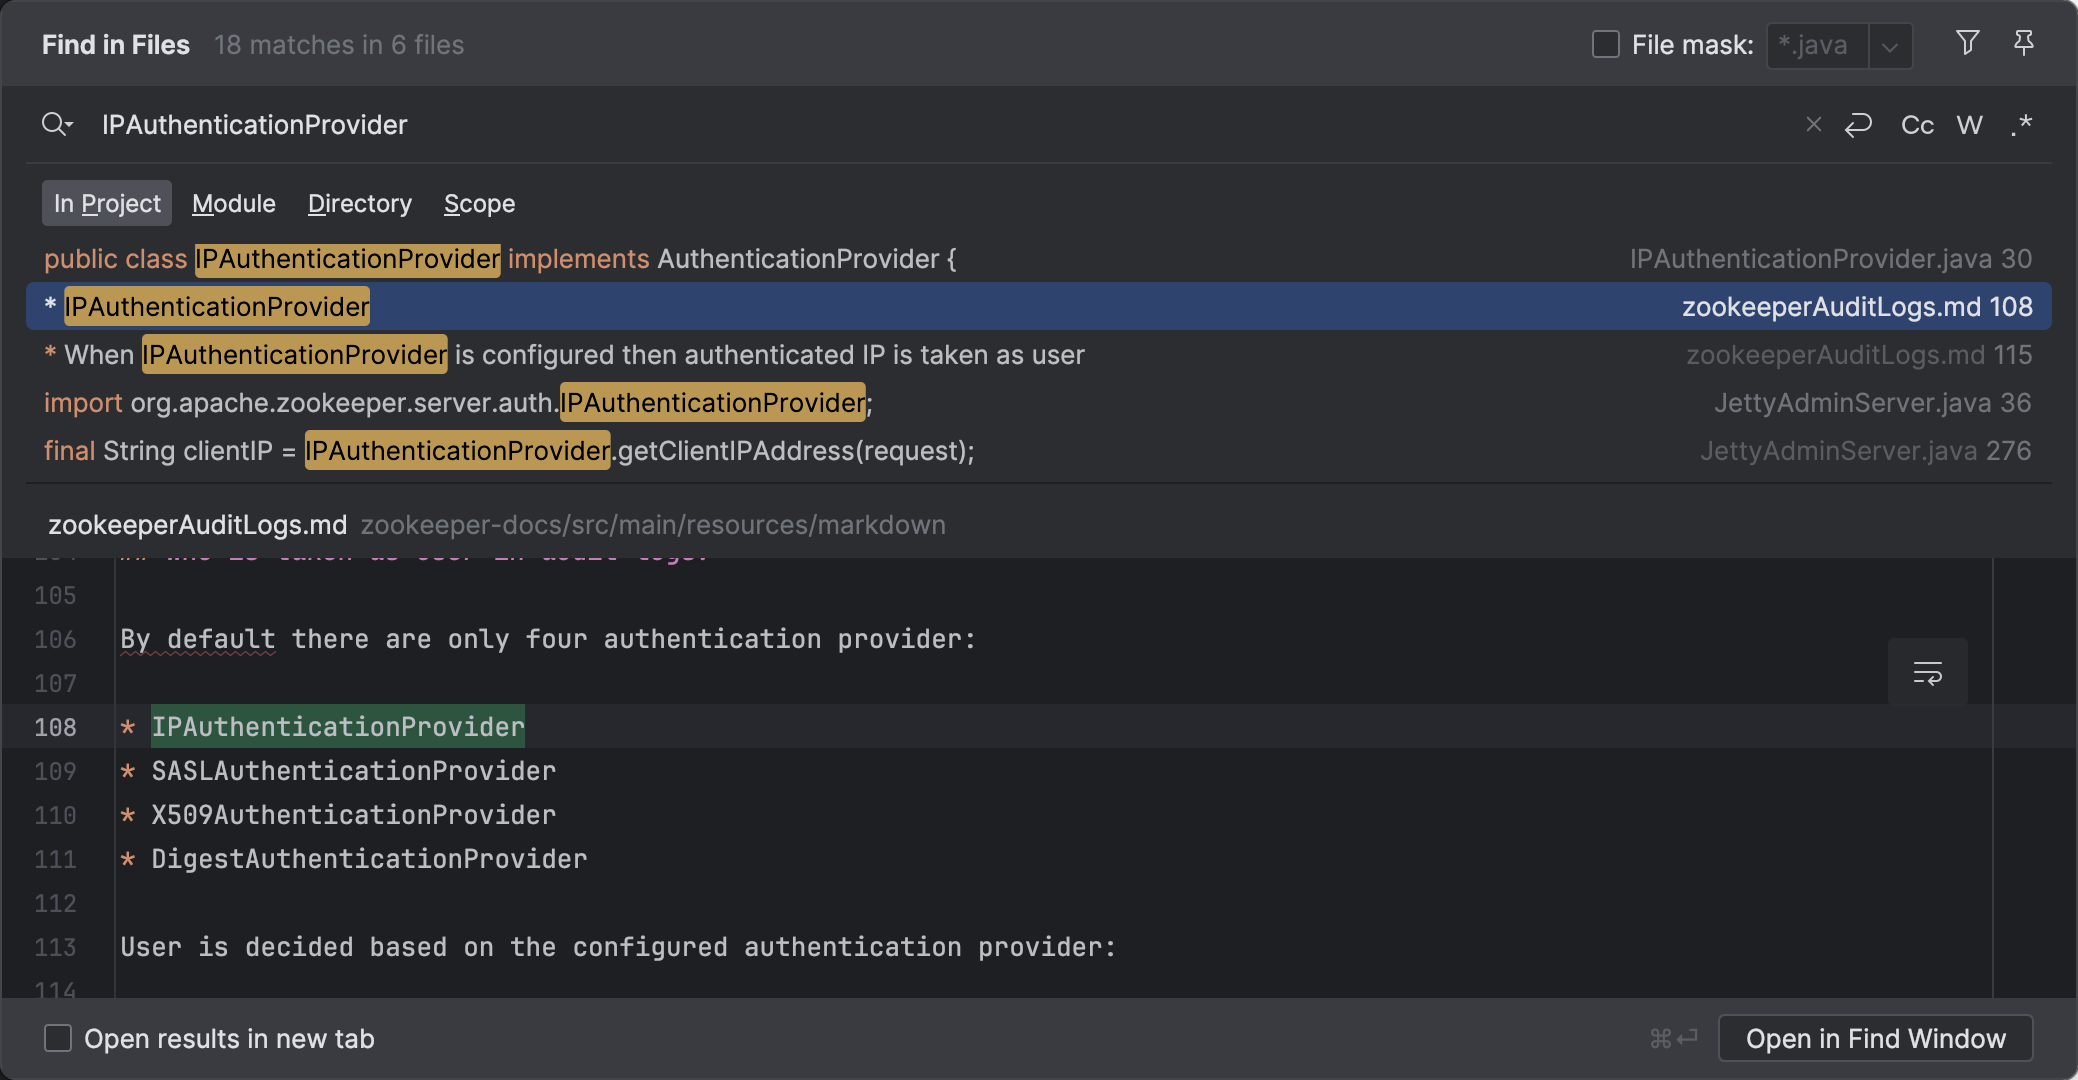 Find in Files 18 matches in 6 files File mask: *.java
IPAuthenticationProvider Cc W .*
In Project Module Directory Scope
public class IPAuthenticationProvider implements AuthenticationProvider { IPAuthenticationProvider.java 30
* IPAuthenticationProvider zookeeperAuditLogs.md 108
* When IPAuthenticationProvider is configured then authenticated IP is taken as user zookeeperAuditLogs.md 115
import org.apache.zookeeper.server.auth.IPAuthenticationProvider; JettyAdminServer.java 36
final String clientIP = IPAuthenticationProvider.getClientIPAddress(request); JettyAdminServer.java 276
zookeeperAuditLogs.md zookeeper-docs/src/main/resources/markdown
105
106 By default there are only four authentication provider:
107
108 * IPAuthenticationProvider
109 * SASLAuthenticationProvider
110 * X509AuthenticationProvider
111 * DigestAuthenticationProvider
112
113 User is decided based on the configured authentication provider:
114
Open results in new tab ⌘↵ Open in Find Window